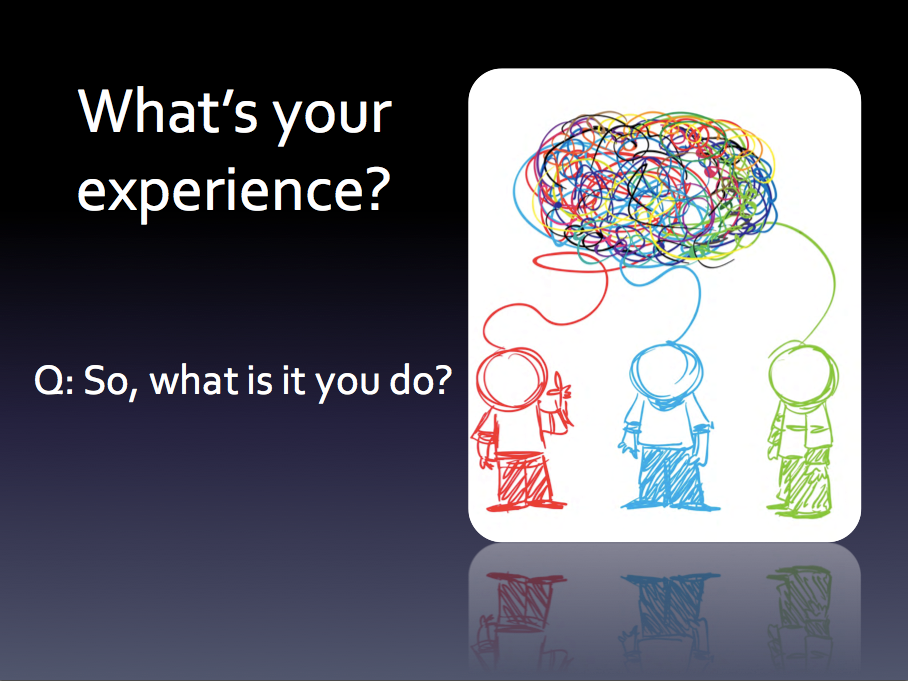 What’s your
experience?
Q: So, what is it you do?